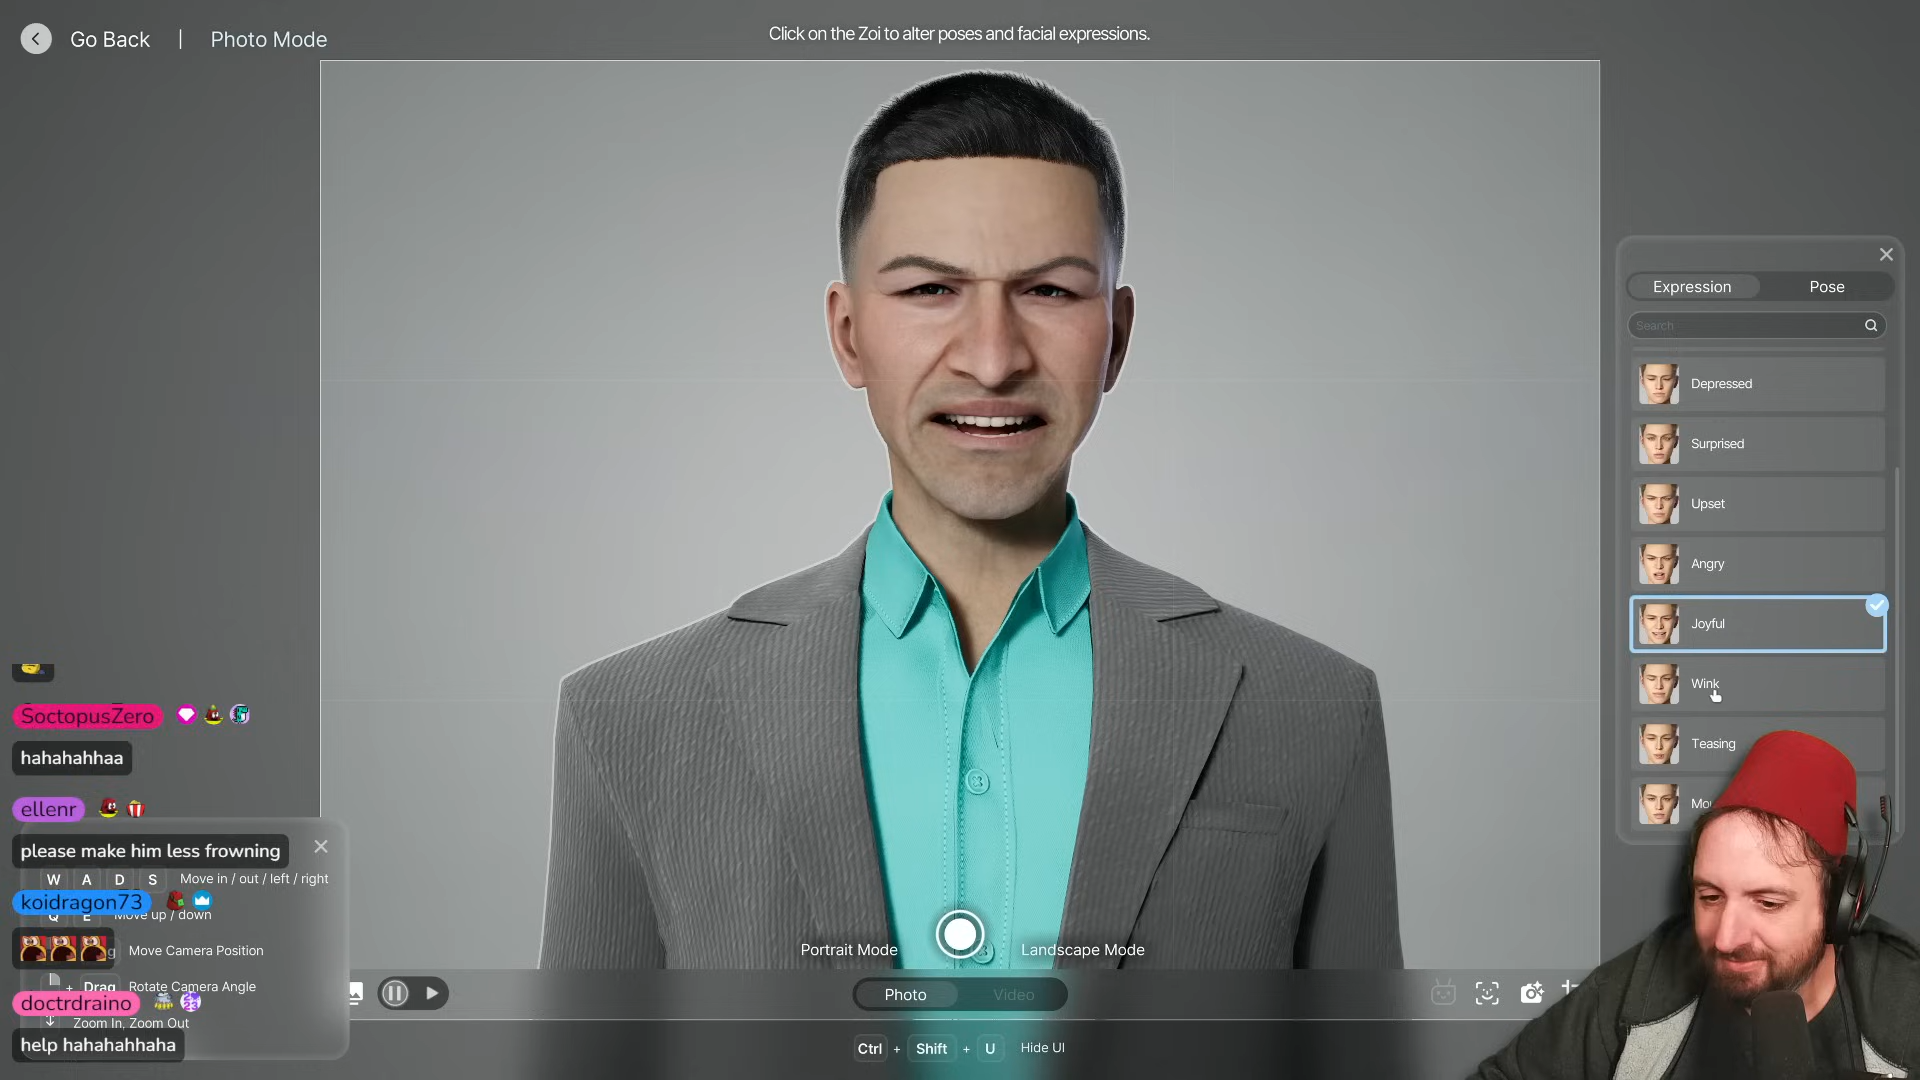 Go Back | Photo Mode
Click on the Zoi to alter poses and facial expressions.
Expression Pose
Search
Depressed
Surprised
Upset
Angry
Joyful
Wink
Teasing
SoctopusZero
hahahahhaa
ellenr
please make him less frowning
W A D S Move in / out / left / right
koidragon73
Q E Move up / down
Move Camera Position
+ Drag Rotate Camera Angle
doctrdraino
Zoom In, Zoom Out
help hahahahhaha
Portrait Mode Landscape Mode
Photo Video
Ctrl + Shift + U Hide UI